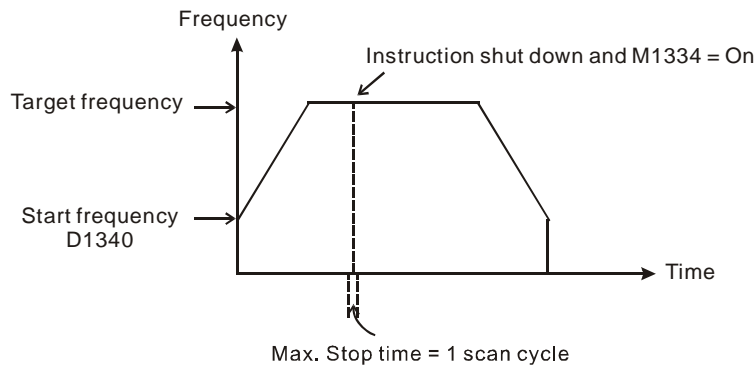 Frequency
Instruction shut down and M1334 = On
Target frequency
Start frequency
D1340
Time
Max. Stop time = 1 scan cycle